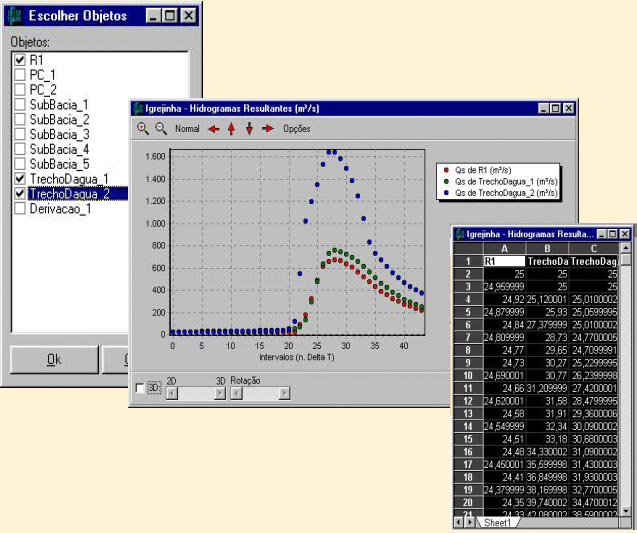 Escolher Objetos
Objetos:
R1
PC_1
PC_2
SubBacia_1
SubBacia_2
SubBacia_3
SubBacia_4
SubBacia_5
TrechoDagua_1
TrechoDagua_2
Derivacao_1
Ok
Igrejinha - Hidrogramas Resultantes (m³/s)
Normal
Opções
1.600
1.400
1.200
1.000
800
600
400
200
0
0 5 10 15 20 25 30 35 40
Intervalos (n. Delta T)
Qs de R1 (m³/s)
Qs de TrechoDagua_1 (m³/s)
Qs de TrechoDagua_2 (m³/s)
3D
2D 3D Rotação
Igrejinha - Hidrogramas Resulta...
A B C
1 R1 TrechoDa TrechoDag
2 25 25 25
3 24,969999 25 25
4 24,92 25,120001 25,0100002
5 24,879999 25,93 25,0599995
6 24,84 27,379999 25,0100002
7 24,809999 28,73 24,7700005
8 24,77 29,65 24,7099991
9 24,73 30,27 25,2299995
10 24,690001 30,77 26,2399998
11 24,66 31,209999 27,4200001
12 24,620001 31,58 28,4799995
13 24,58 31,91 29,3600006
14 24,549999 32,34 30,0900002
15 24,51 33,18 30,6800003
16 24,48 34,330002 31,0900002
17 24,450001 35,599998 31,4300003
18 24,41 36,849998 31,9300003
19 24,379999 38,169998 32,7700005
20 24,35 39,740002 34,4700012
21 24,33 42,080002 38,5900002
Sheet1